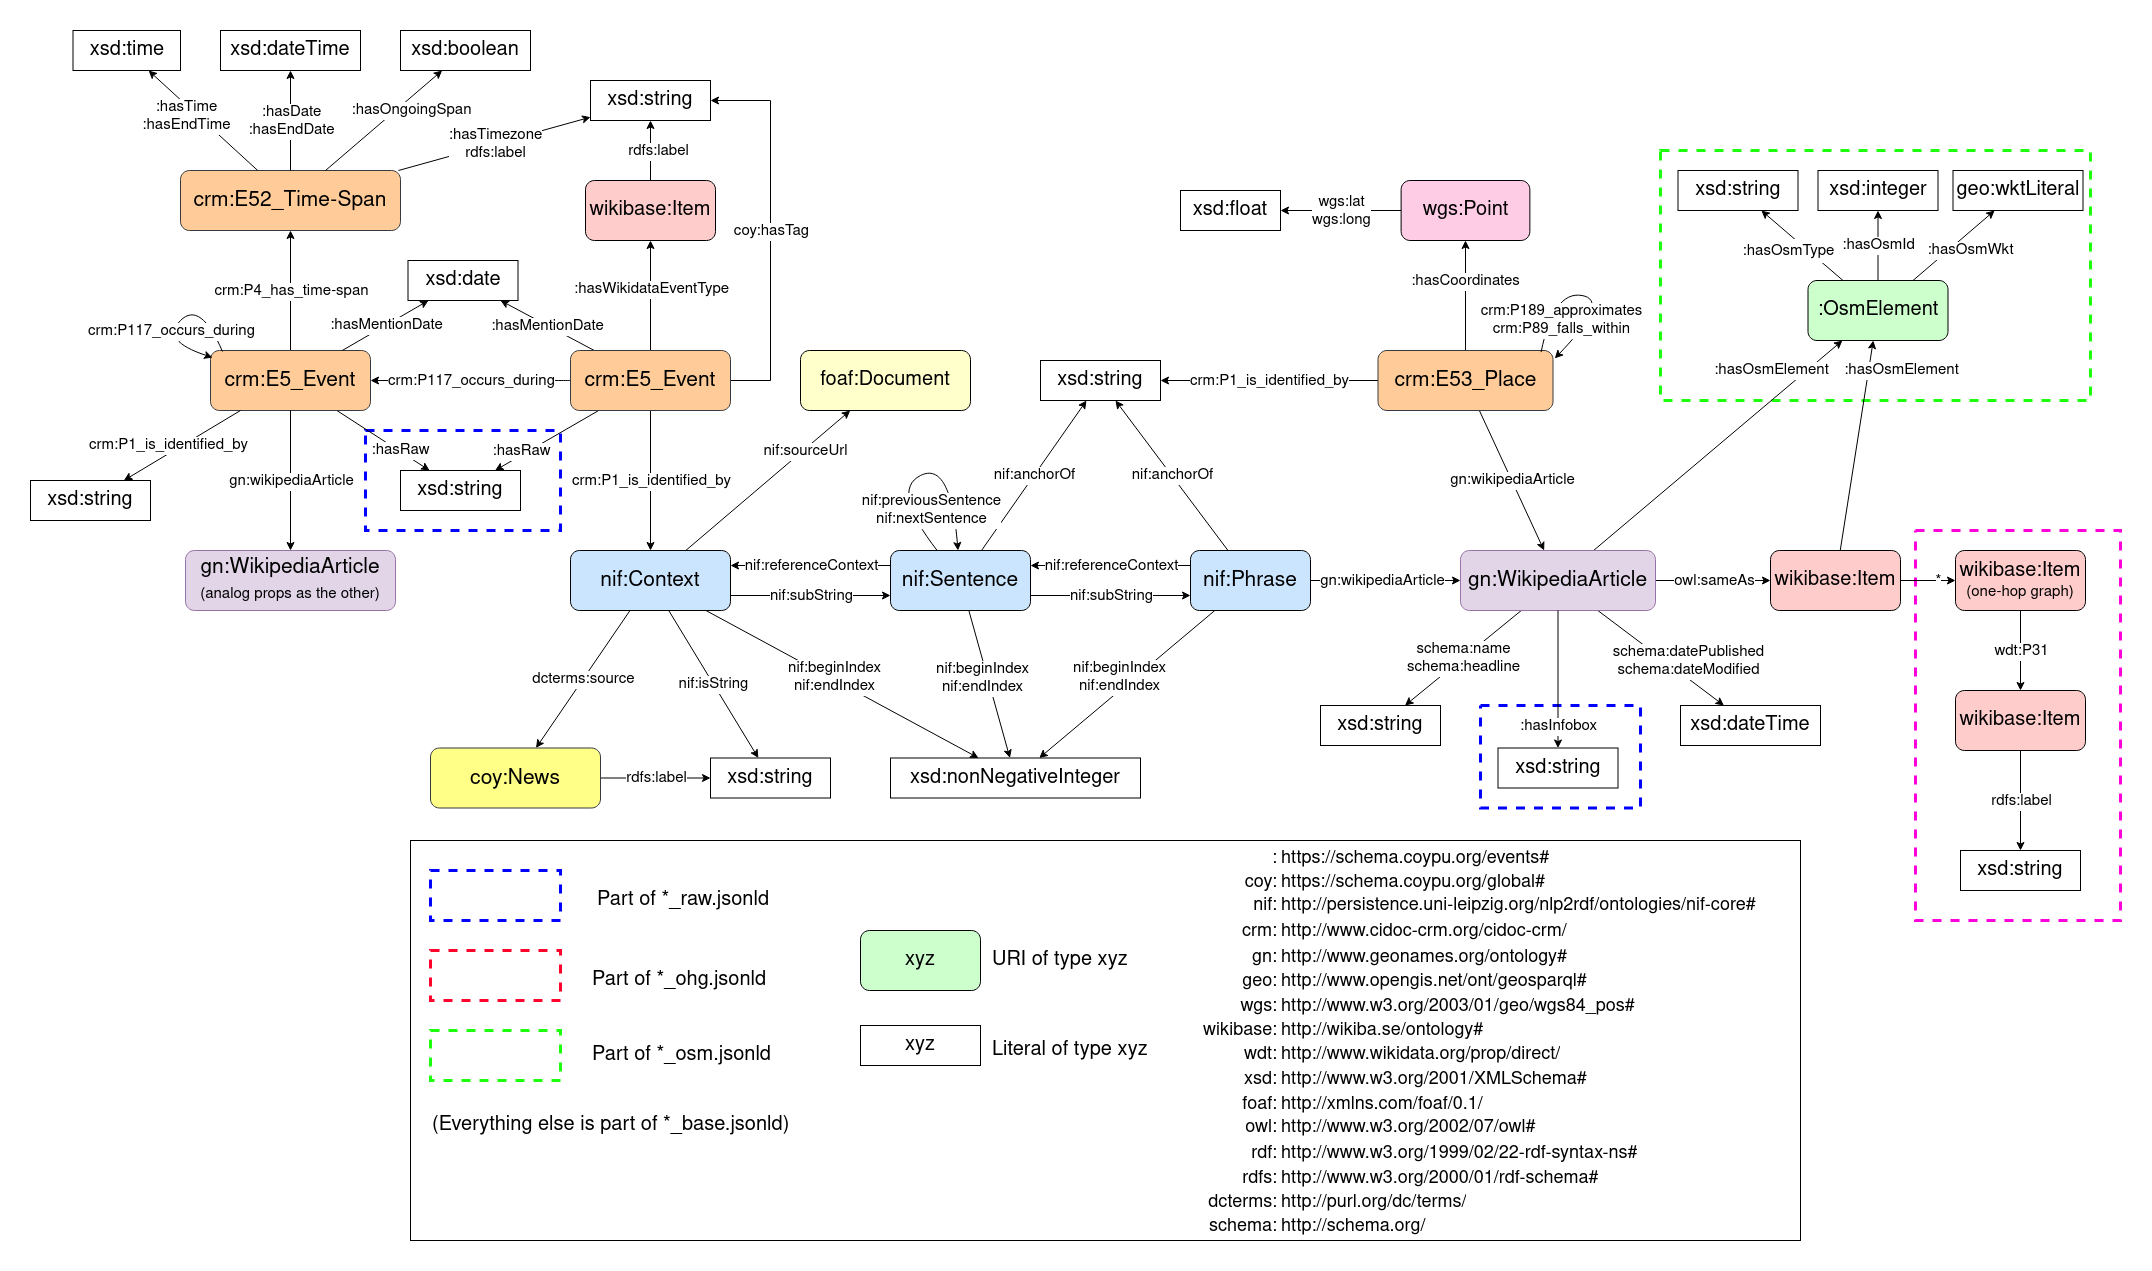 xsd:time
xsd:dateTime
xsd:boolean
xsd:string
:hasTime
:hasEndTime
:hasDate
:hasEndDate
:hasOngoingSpan
:hasTimezone
rdfs:label
rdfs:label
crm:E52_Time-Span
wikibase:Item
coy:hasTag
xsd:float
wgs:lat
wgs:long
wgs:Point
xsd:string
xsd:integer
geo:wktLiteral
:hasOsmType
:hasOsmId
:hasOsmWkt
crm:P4_has_time-span
xsd:date
:hasWikidataEventType
:hasCoordinates
:OsmElement
crm:P117_occurs_during
:hasMentionDate
:hasMentionDate
crm:P189_approximates
crm:P89_falls_within
crm:E5_Event
crm:P117_occurs_during
crm:E5_Event
foaf:Document
xsd:string
crm:P1_is_identified_by
crm:E53_Place
:hasOsmElement
:hasOsmElement
crm:P1_is_identified_by
:hasRaw
:hasRaw
nif:sourceUrl
gn:wikipediaArticle
xsd:string
crm:P1_is_identified_by
nif:anchorOf
nif:anchorOf
gn:wikipediaArticle
xsd:string
nif:previousSentence
nif:nextSentence
gn:WikipediaArticle
(analog props as the other)
nif:Context
nif:referenceContext
nif:subString
nif:Sentence
nif:referenceContext
nif:subString
nif:Phrase
gn:wikipediaArticle
gn:WikipediaArticle
owl:sameAs
wikibase:Item
*
wikibase:Item
(one-hop graph)
dcterms:source
nif:isString
nif:beginIndex
nif:endIndex
nif:beginIndex
nif:endIndex
nif:beginIndex
nif:endIndex
schema:name
schema:headline
schema:datePublished
schema:dateModified
wdt:P31
wikibase:Item
xsd:string
:hasInfobox
xsd:string
xsd:dateTime
coy:News
rdfs:label
xsd:string
xsd:nonNegativeInteger
rdfs:label
xsd:string
Part of *_raw.jsonld
Part of *_ohg.jsonld
Part of *_osm.jsonld
(Everything else is part of *_base.jsonld)
xyz
URI of type xyz
xyz
Literal of type xyz
: https://schema.coypu.org/events#
coy: https://schema.coypu.org/global#
nif: http://persistence.uni-leipzig.org/nlp2rdf/ontologies/nif-core#
crm: http://www.cidoc-crm.org/cidoc-crm/
gn: http://www.geonames.org/ontology#
geo: http://www.opengis.net/ont/geosparql#
wgs: http://www.w3.org/2003/01/geo/wgs84_pos#
wikibase: http://wikiba.se/ontology#
wdt: http://www.wikidata.org/prop/direct/
xsd: http://www.w3.org/2001/XMLSchema#
foaf: http://xmlns.com/foaf/0.1/
owl: http://www.w3.org/2002/07/owl#
rdf: http://www.w3.org/1999/02/22-rdf-syntax-ns#
rdfs: http://www.w3.org/2000/01/rdf-schema#
dcterms: http://purl.org/dc/terms/
schema: http://schema.org/